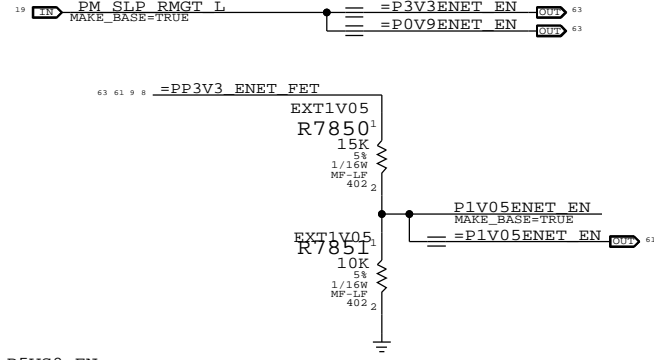 19 IN PM_SLP_RMGT_L =P3V3ENET_EN OUT 63
MAKE_BASE=TRUE
=P0V9ENET_EN OUT 63
63 61 9 8 =PP3V3_ENET_FET
EXT1V05
R7850 1
15K
5%
1/16W
MF-LF
402 2
P1V05ENET_EN
MAKE_BASE=TRUE
EXT1V05
=P1V05ENET_EN OUT 61
R7851 1
10K
5%
1/16W
MF-LF
402 2